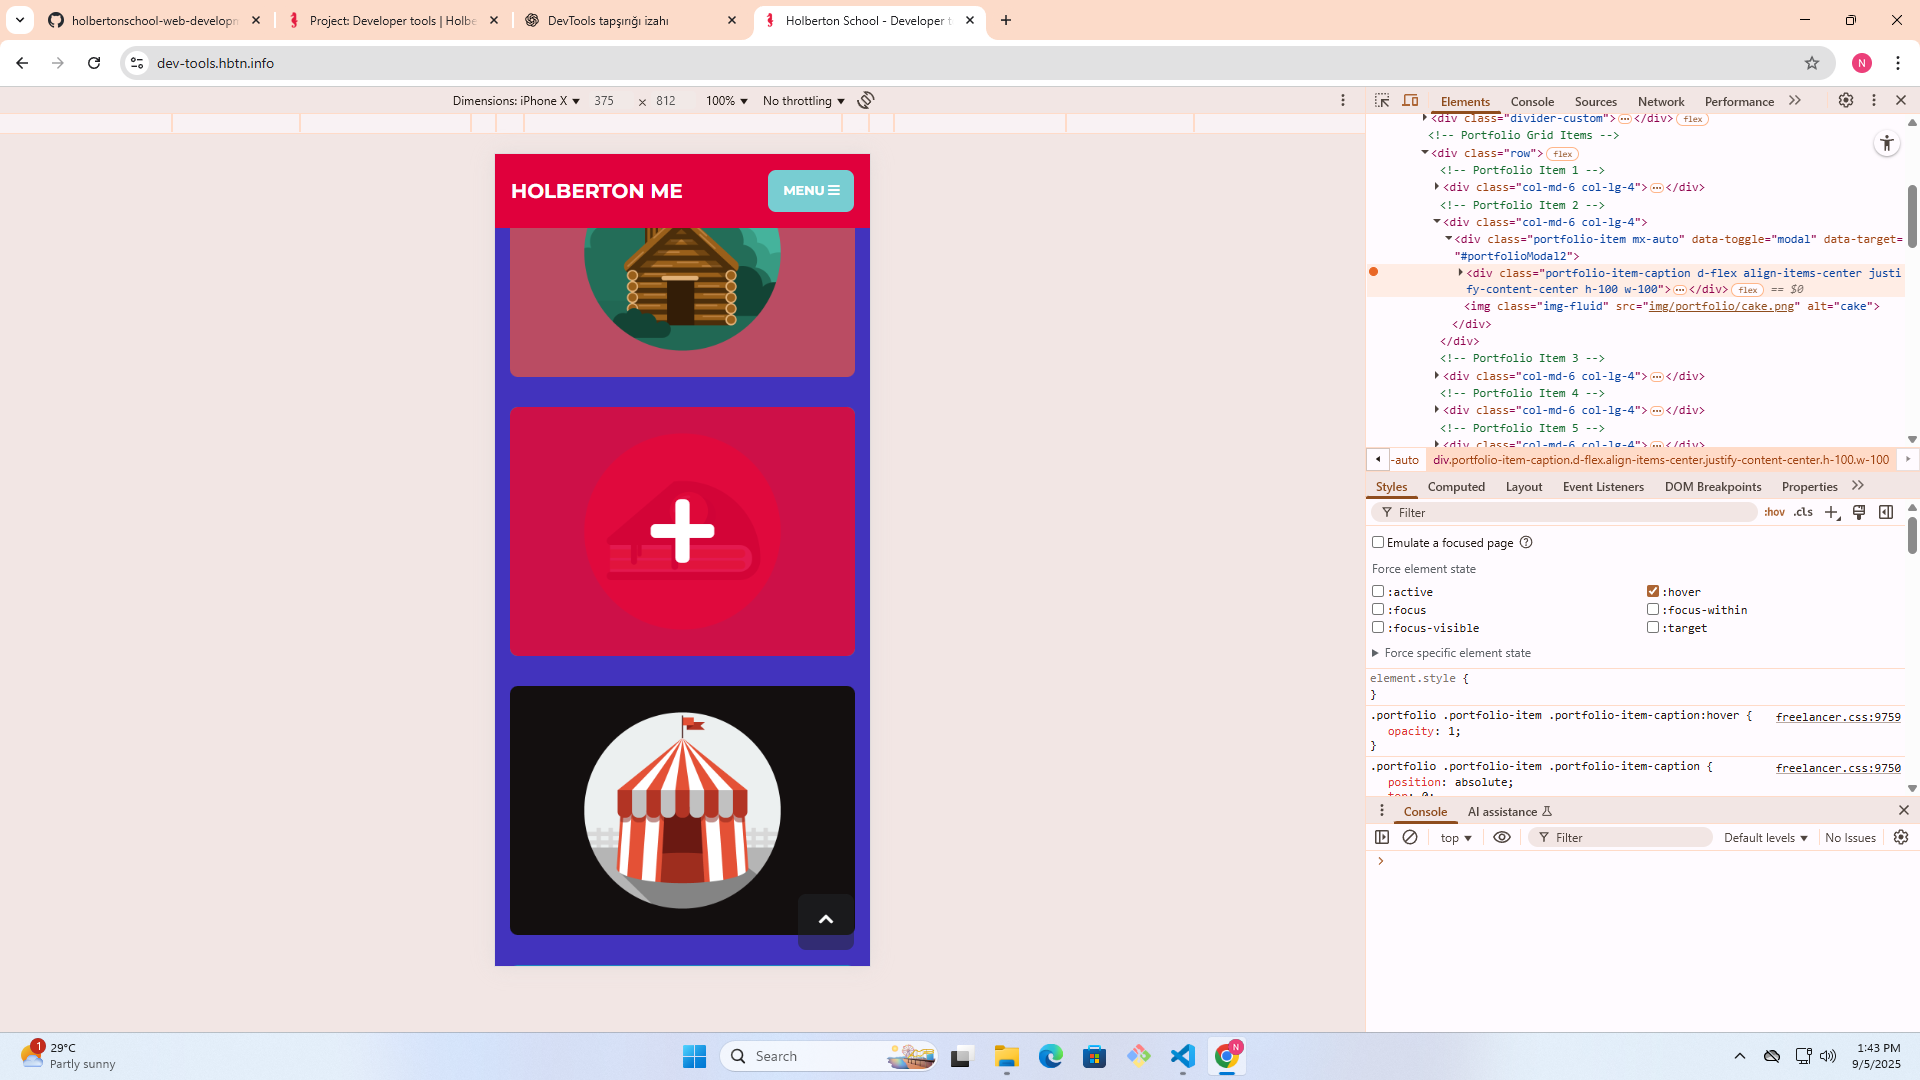 holbertonschool-web-developm
Project: Developer tools | Holbe
DevTools tapşırığı izahı
Holberton School - Developer t
dev-tools.hbtn.info
N
Dimensions: iPhone X 375 × 812 100% No throttling
HOLBERTON ME
MENU
Elements Console Sources Network Performance
<div class="divider-custom"> … </div> flex
<!-- Portfolio Grid Items -->
<div class="row"> flex
<!-- Portfolio Item 1 -->
<div class="col-md-6 col-lg-4"> … </div>
<!-- Portfolio Item 2 -->
<div class="col-md-6 col-lg-4">
<div class="portfolio-item mx-auto" data-toggle="modal" data-target=
"#portfolioModal2">
<div class="portfolio-item-caption d-flex align-items-center justi
fy-content-center h-100 w-100"> … </div> flex == $0
<img class="img-fluid" src="img/portfolio/cake.png" alt="cake">
</div>
</div>
<!-- Portfolio Item 3 -->
<div class="col-md-6 col-lg-4"> … </div>
<!-- Portfolio Item 4 -->
<div class="col-md-6 col-lg-4"> … </div>
<!-- Portfolio Item 5 -->
<div class="col-md-6 col-lg-4"> … </div>
-auto div.portfolio-item-caption.d-flex.align-items-center.justify-content-center.h-100.w-100
Styles Computed Layout Event Listeners DOM Breakpoints Properties
Filter :hov .cls
Emulate a focused page
Force element state
:active :hover
:focus :focus-within
:focus-visible :target
Force specific element state
element.style {
}
.portfolio .portfolio-item .portfolio-item-caption:hover { freelancer.css:9759
opacity: 1;
}
.portfolio .portfolio-item .portfolio-item-caption { freelancer.css:9750
position: absolute;
top: 0;
Console AI assistance
top Filter Default levels No Issues
1
29°C
Partly sunny
Search
N
1:43 PM
9/5/2025